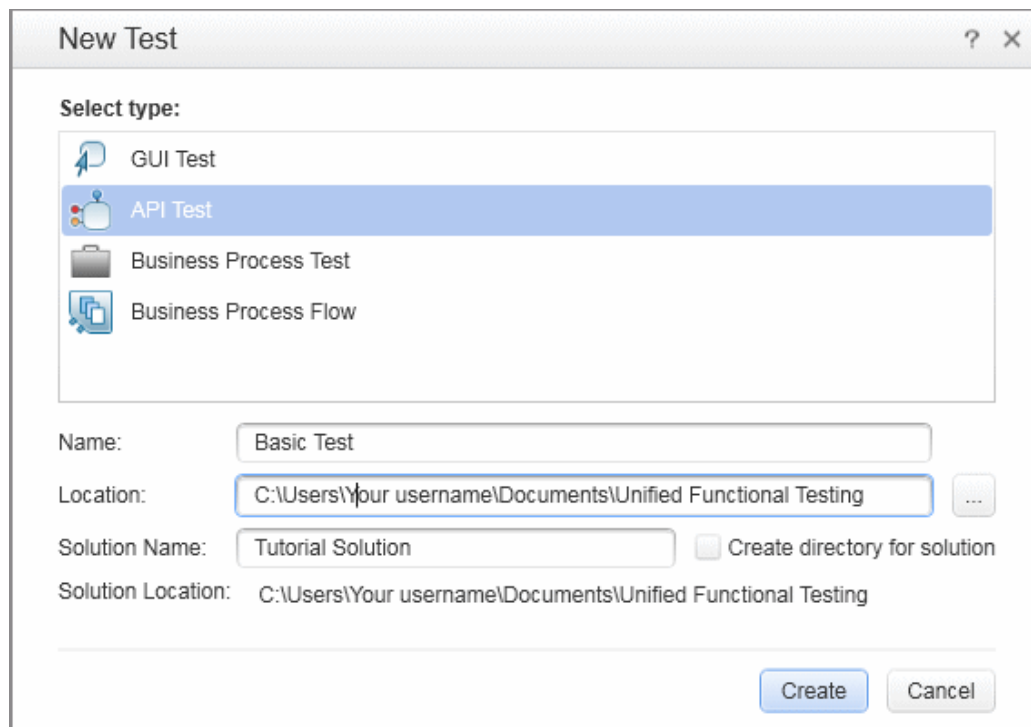 New Test
Select type:
GUI Test
API Test
Business Process Test
Business Process Flow
Name: Basic Test
Location: C:\Users\Your username\Documents\Unified Functional Testing ...
Solution Name: Tutorial Solution Create directory for solution
Solution Location: C:\Users\Your username\Documents\Unified Functional Testing
Create Cancel